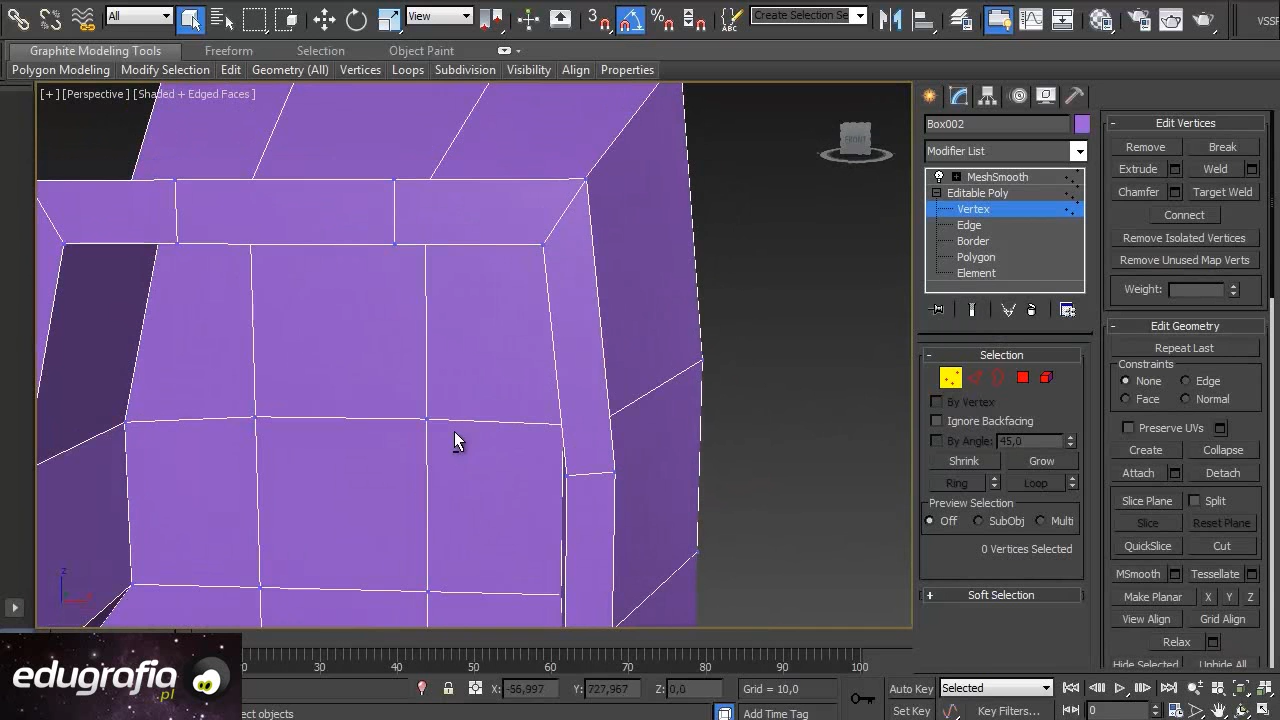 All
View
3
%
ABC
Create Selection Se
VSSF
Graphite Modeling Tools
Freeform
Selection
Object Paint
Polygon Modeling
Modify Selection
Edit
Geometry (All)
Vertices
Loops
Subdivision
Visibility
Align
Properties
[ + ] [Perspective ] [Shaded + Edged Faces ]
FRONT
z
Box002
Modifier List
MeshSmooth
Editable Poly
Vertex
Edge
Border
Polygon
Element
Selection
By Vertex
Ignore Backfacing
By Angle: 45,0
Shrink
Grow
Ring
Loop
Preview Selection
Off
SubObj
Multi
0 Vertices Selected
Soft Selection
Edit Vertices
Remove
Break
Extrude
Weld
Chamfer
Target Weld
Connect
Remove Isolated Vertices
Remove Unused Map Verts
Weight:
Edit Geometry
Repeat Last
Constraints
None
Edge
Face
Normal
Preserve UVs
Create
Collapse
Attach
Detach
Slice Plane
Split
Slice
Reset Plane
QuickSlice
Cut
MSmooth
Tessellate
Make Planar
X
Y
Z
View Align
Grid Align
Relax
Hide Selected
Unhide All
edugrafia
.pl
30
40
50
60
70
80
90
100
X: -56,997
Y: 727,967
Z: 0,0
Grid = 10,0
ect objects
Add Time Tag
Auto Key
Selected
Set Key
Key Filters...
0